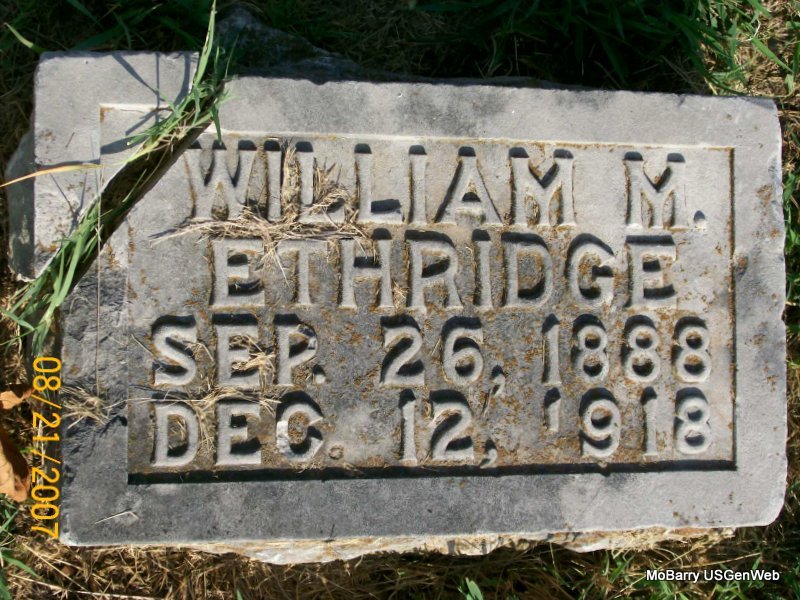 WILLIAM M.
ETHRIDGE
SEP. 26, 1888
DEC. 12, 1918
08/21/2007
MoBarry USGenWeb